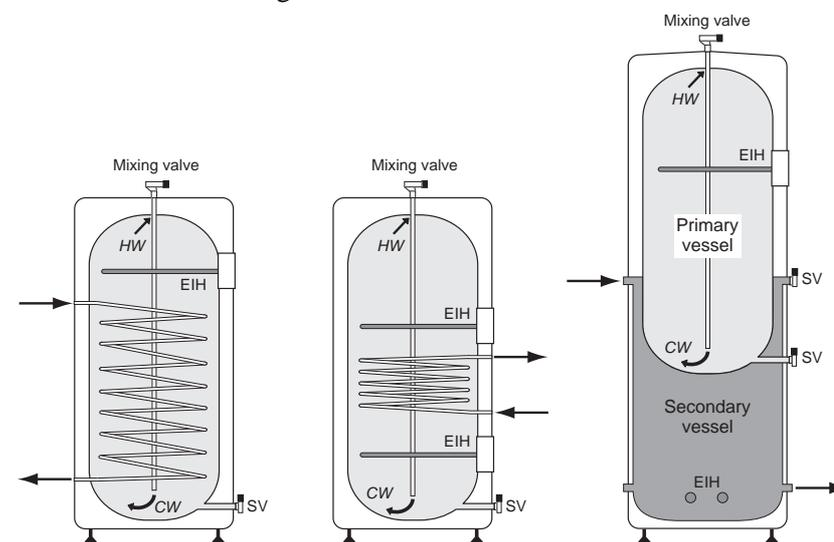 Mixing valve
HW
EIH
CW
SV
Mixing valve
HW
EIH
EIH
CW
SV
Mixing valve
HW
EIH
Primary
vessel
SV
CW
SV
Secondary
vessel
EIH